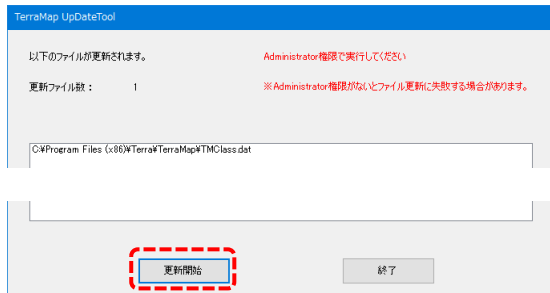 TerraMap UpDateTool
以下のファイルが更新されます。
Administrator権限で実行してください
更新ファイル数： 1
※Administrator権限がないとファイル更新に失敗する場合があります。
C:¥Program Files (x86)¥Terra¥TerraMap¥TMClass.dat
更新開始
終了